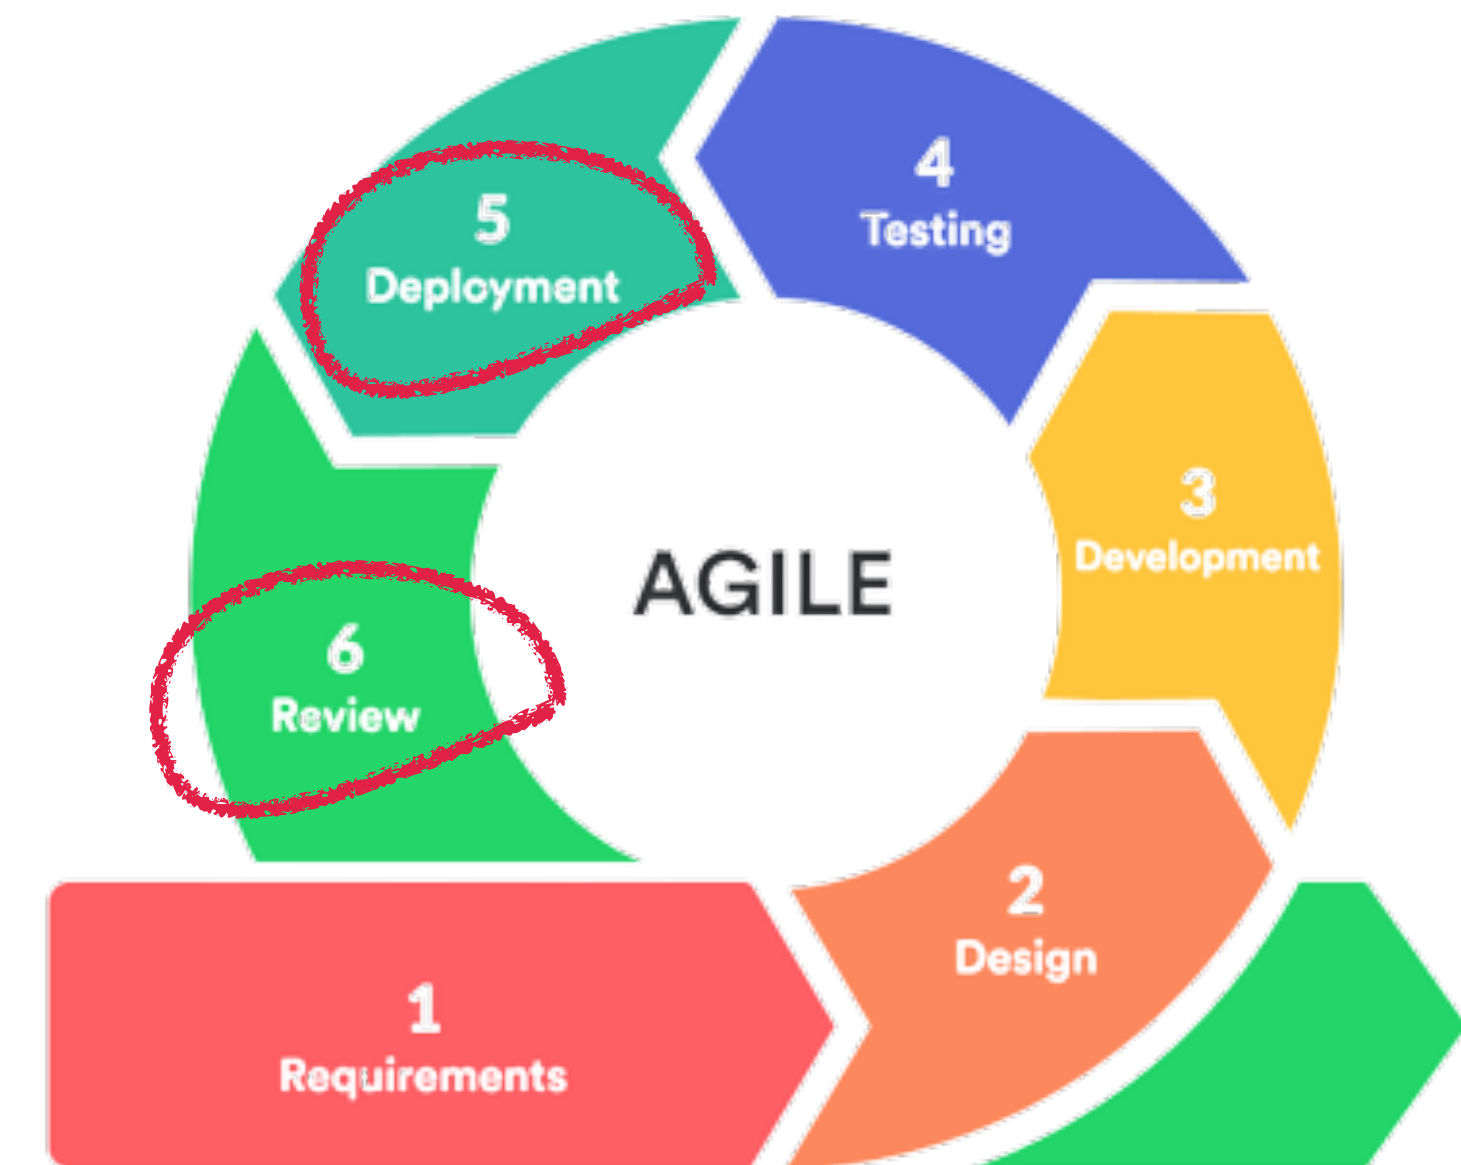 5
Deployment
4
Testing
3
Development
AGILE
6
Review
2
Design
1
Requirements